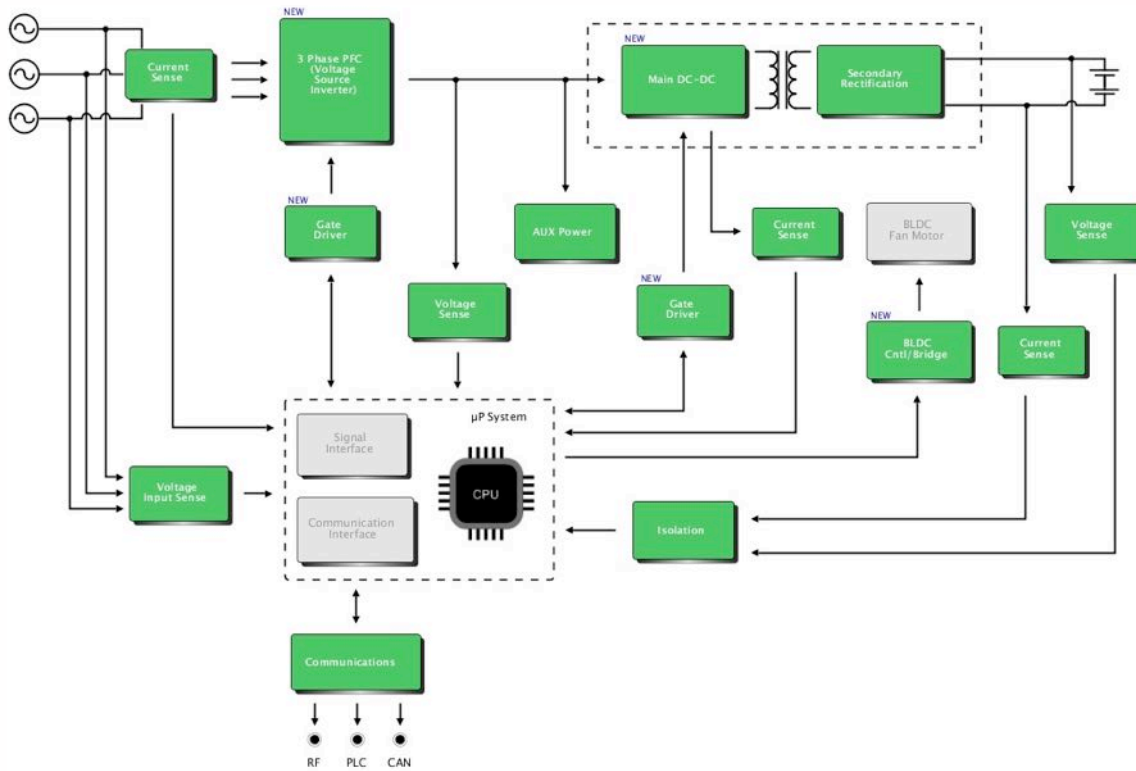 NEW
3 Phase PFC
(Voltage
Source
Inverter)
Current
Sense
NEW
Main DC-DC
Secondary
Rectification
NEW
Gate
Driver
AUX Power
Current
Sense
BLDC
Fan Motor
Voltage
Sense
Voltage
Sense
NEW
Gate
Driver
NEW
BLDC
Cntl/Bridge
Current
Sense
µP System
Signal
Interface
CPU
Voltage
Input Sense
Communication
Interface
Isolation
Communications
RF
PLC
CAN